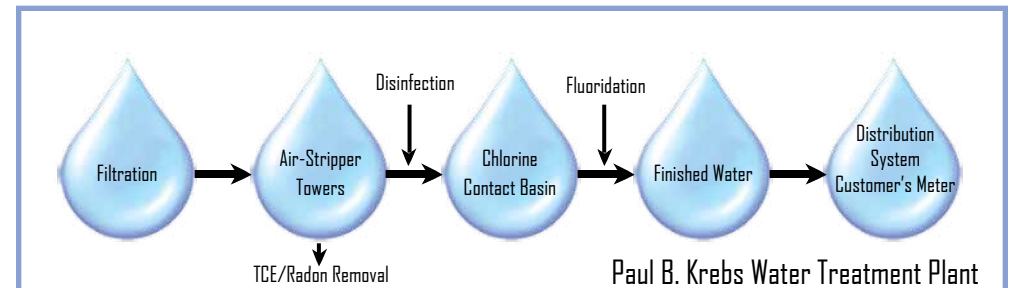 Disinfection
Fluoridation
Filtration
Air-Stripper
Towers
Chlorine
Contact Basin
Finished Water
Distribution
System
Customer's Meter
TCE/Radon Removal
Paul B. Krebs Water Treatment Plant